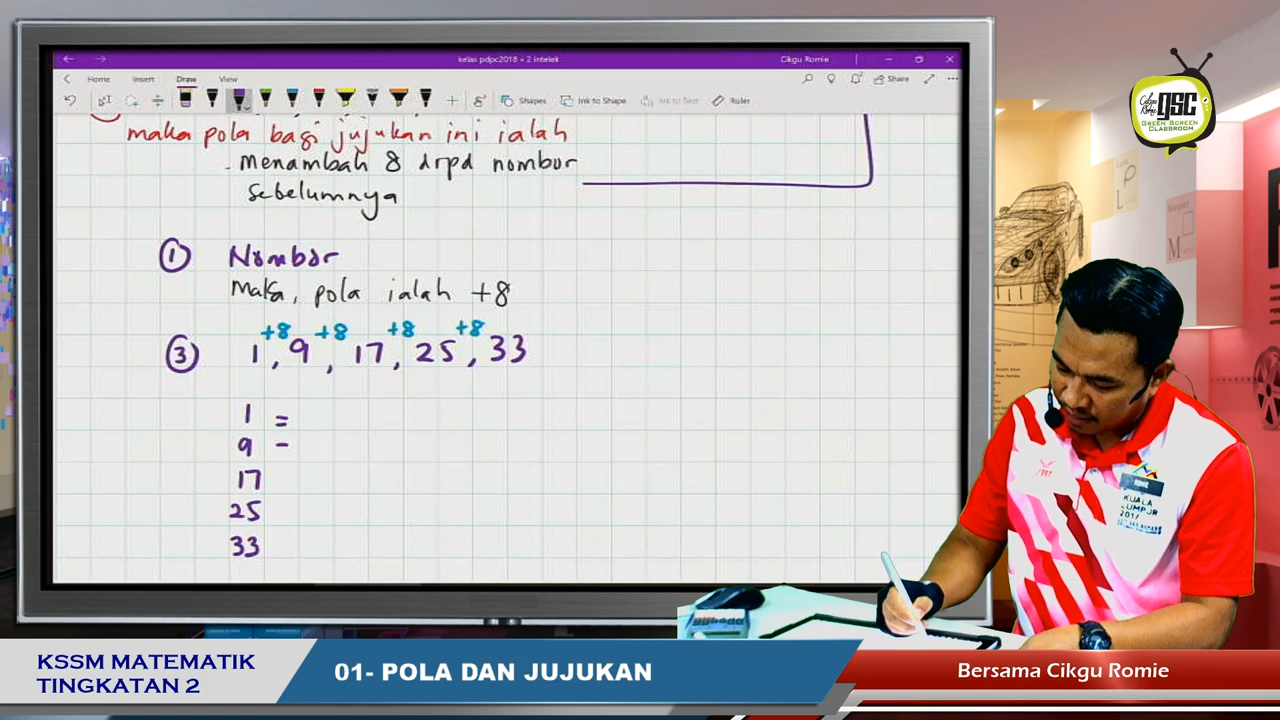 kelas pdpc2018 » 2 intelek
Cikgu Romie
Home Insert Draw View
Share
Shapes Ink to Shape Ink to Text Ruler
maka pola bagi jujukan ini ialah
- menambah 8 drpd nombor
sebelumnya
① Nombor
Maka, pola ialah +8
+8 +8 +8 +8
③ 1, 9, 17, 25, 33
1 =
9 -
17
25
33
Cikgu Romie GSC
GREEN SCREEN
CLASSROOM
P
M
KUALA
LUMPUR
2017
KSSM MATEMATIK
TINGKATAN 2
01- POLA DAN JUJUKAN
Bersama Cikgu Romie